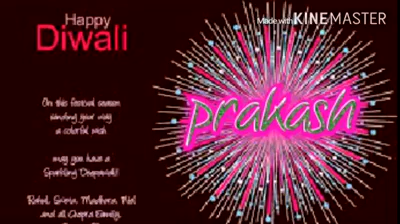 Made with KINEMASTER
Happy
Diwali
On this festival season
sending your way
a colorful wish
prakash
may you have a
Sparkling Deepawali!
and all Chopra Family.